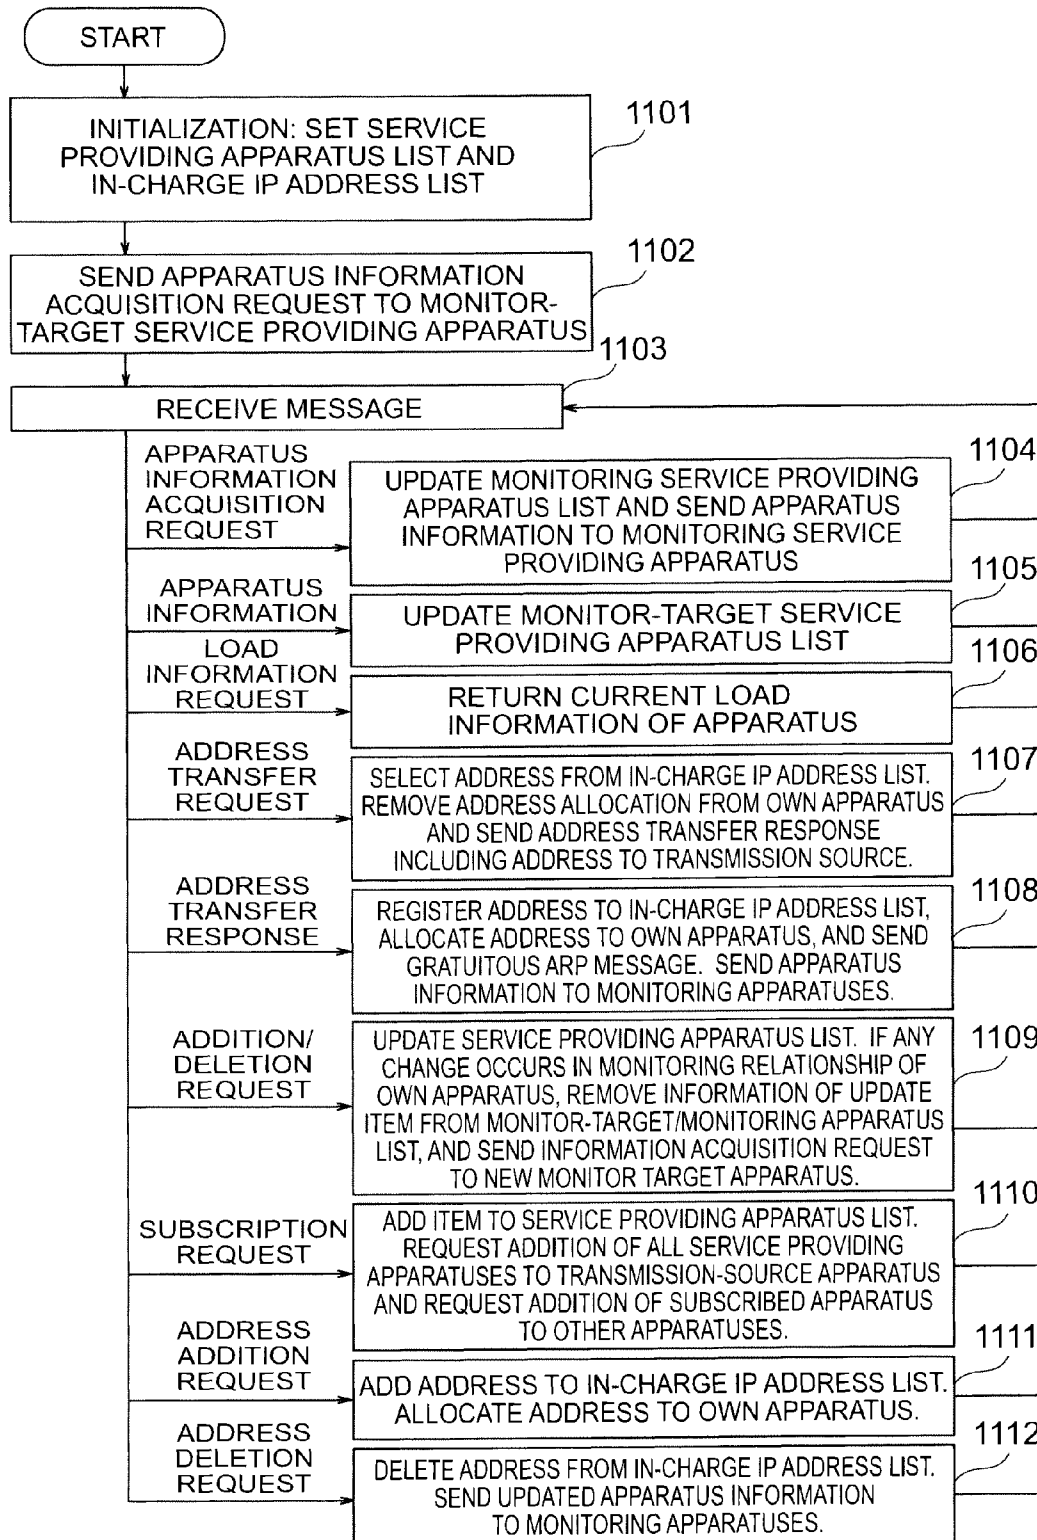 START
1101
INITIALIZATION: SET SERVICE
PROVIDING APPARATUS LIST AND
IN-CHARGE IP ADDRESS LIST
1102
SEND APPARATUS INFORMATION
ACQUISITION REQUEST TO MONITOR-
TARGET SERVICE PROVIDING APPARATUS
1103
RECEIVE MESSAGE
APPARATUS
INFORMATION
ACQUISITION
REQUEST
1104
UPDATE MONITORING SERVICE PROVIDING
APPARATUS LIST AND SEND APPARATUS
INFORMATION TO MONITORING SERVICE
PROVIDING APPARATUS
APPARATUS
INFORMATION
1105
UPDATE MONITOR-TARGET SERVICE
PROVIDING APPARATUS LIST
LOAD
INFORMATION
REQUEST
1106
RETURN CURRENT LOAD
INFORMATION OF APPARATUS
ADDRESS
TRANSFER
REQUEST
1107
SELECT ADDRESS FROM IN-CHARGE IP ADDRESS LIST.
REMOVE ADDRESS ALLOCATION FROM OWN APPARATUS
AND SEND ADDRESS TRANSFER RESPONSE
INCLUDING ADDRESS TO TRANSMISSION SOURCE.
ADDRESS
TRANSFER
RESPONSE
1108
REGISTER ADDRESS TO IN-CHARGE IP ADDRESS LIST,
ALLOCATE ADDRESS TO OWN APPARATUS, AND SEND
GRATUITOUS ARP MESSAGE. SEND APPARATUS
INFORMATION TO MONITORING APPARATUSES.
ADDITION/
DELETION
REQUEST
1109
UPDATE SERVICE PROVIDING APPARATUS LIST. IF ANY
CHANGE OCCURS IN MONITORING RELATIONSHIP OF
OWN APPARATUS, REMOVE INFORMATION OF UPDATE
ITEM FROM MONITOR-TARGET/MONITORING APPARATUS
LIST, AND SEND INFORMATION ACQUISITION REQUEST
TO NEW MONITOR TARGET APPARATUS.
SUBSCRIPTION
REQUEST
1110
ADD ITEM TO SERVICE PROVIDING APPARATUS LIST.
REQUEST ADDITION OF ALL SERVICE PROVIDING
APPARATUSES TO TRANSMISSION-SOURCE APPARATUS
AND REQUEST ADDITION OF SUBSCRIBED APPARATUS
TO OTHER APPARATUSES.
ADDRESS
ADDITION
REQUEST
1111
ADD ADDRESS TO IN-CHARGE IP ADDRESS LIST.
ALLOCATE ADDRESS TO OWN APPARATUS.
ADDRESS
DELETION
REQUEST
1112
DELETE ADDRESS FROM IN-CHARGE IP ADDRESS LIST.
SEND UPDATED APPARATUS INFORMATION
TO MONITORING APPARATUSES.